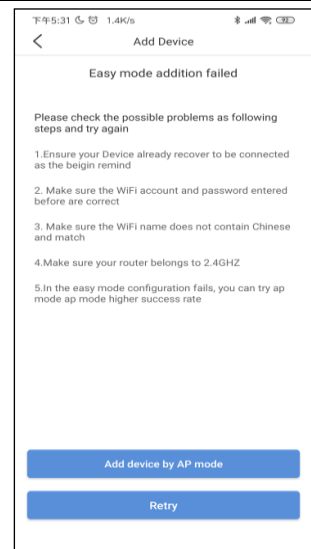 下午5:31 1.4K/s
Add Device
Easy mode addition failed
Please check the possible problems as following
steps and try again
1.Ensure your Device already recover to be connected
as the beigin remind
2. Make sure the WiFi account and password entered
before are correct
3. Make sure the WiFi name does not contain Chinese
and match
4.Make sure your router belongs to 2.4GHZ
5.In the easy mode configuration fails, you can try ap
mode ap mode higher success rate
Add device by AP mode
Retry